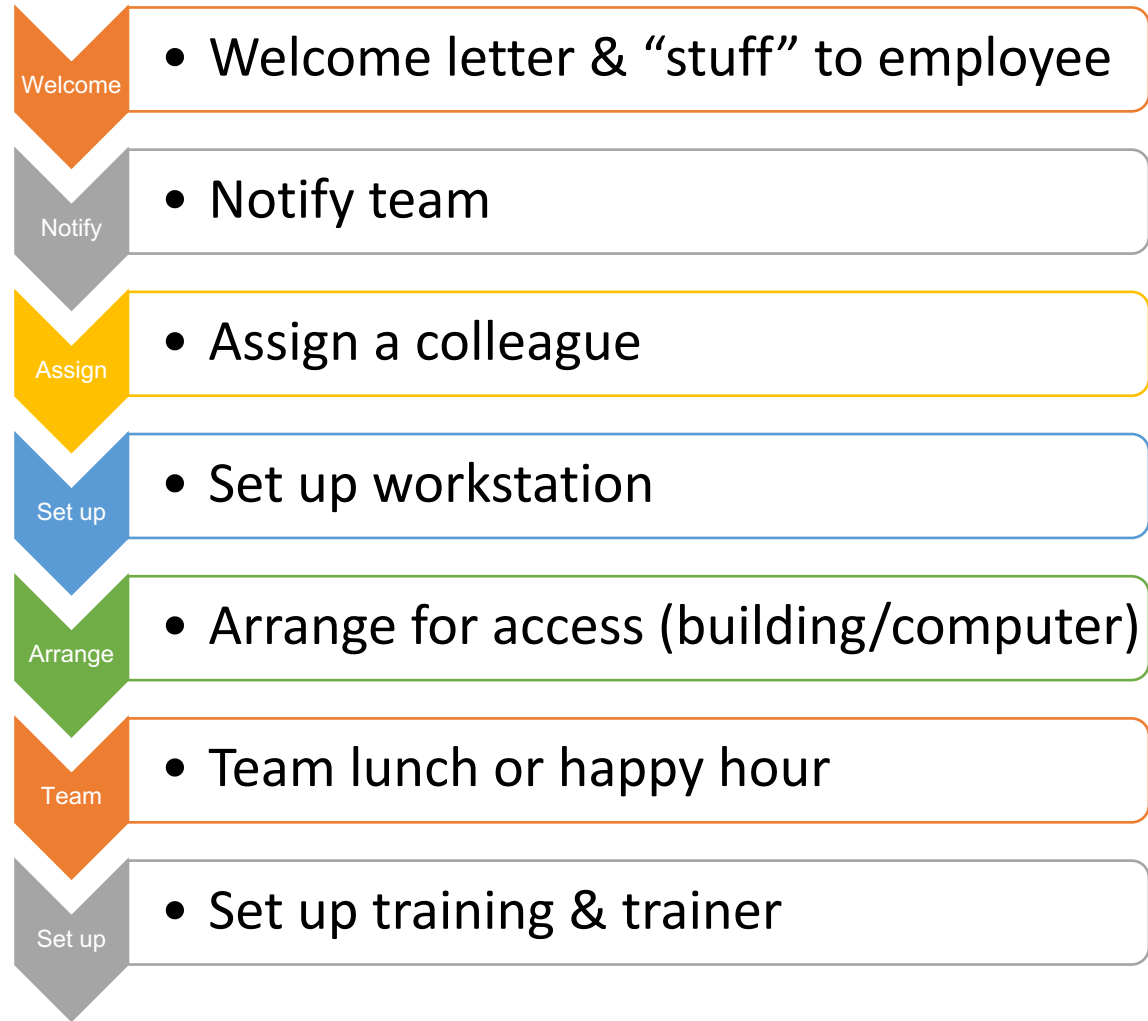 Welcome
• Welcome letter & “stuff” to employee
Notify
• Notify team
Assign
• Assign a colleague
Set up
• Set up workstation
Arrange
• Arrange for access (building/computer)
Team
• Team lunch or happy hour
Set up
• Set up training & trainer